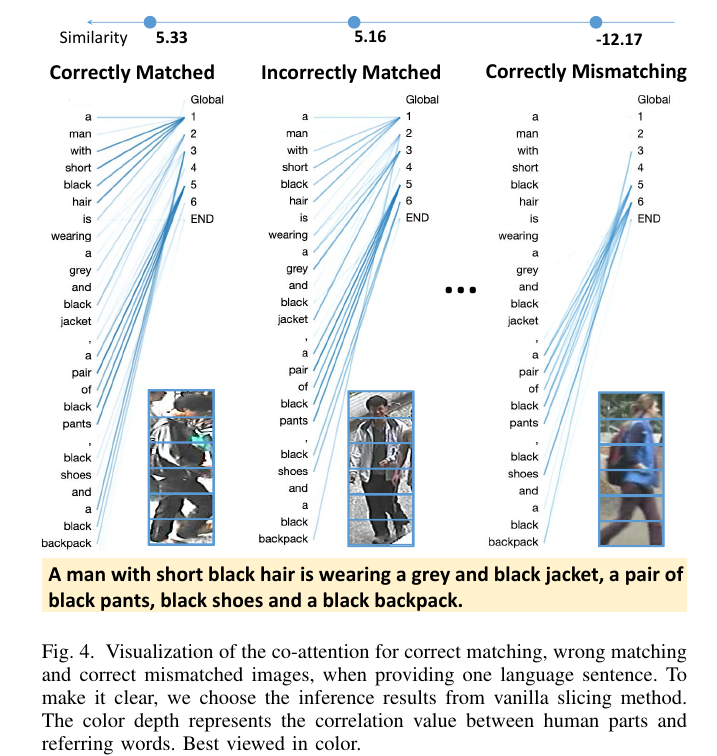 Similarity 5.33 5.16 -12.17
Correctly Matched Incorrectly Matched Correctly Mismatching
Global
a
man
with
short
black
hair
is
wearing
a
grey
and
black
jacket
,
a
pair
of
black
pants
,
black
shoes
and
a
black
backpack
1
2
3
4
5
6
END
Global
a
man
with
short
black
hair
is
wearing
a
grey
and
black
jacket
,
a
pair
of
black
pants
,
black
shoes
and
a
black
backpack
1
2
3
4
5
6
END
...
Global
a
man
with
short
black
hair
is
wearing
a
grey
and
black
jacket
,
a
pair
of
black
pants
,
black
shoes
and
a
black
backpack
1
2
3
4
5
6
END
A man with short black hair is wearing a grey and black jacket, a pair of
black pants, black shoes and a black backpack.
Fig. 4. Visualization of the co-attention for correct matching, wrong matching
and correct mismatched images, when providing one language sentence. To
make it clear, we choose the inference results from vanilla slicing method.
The color depth represents the correlation value between human parts and
referring words. Best viewed in color.